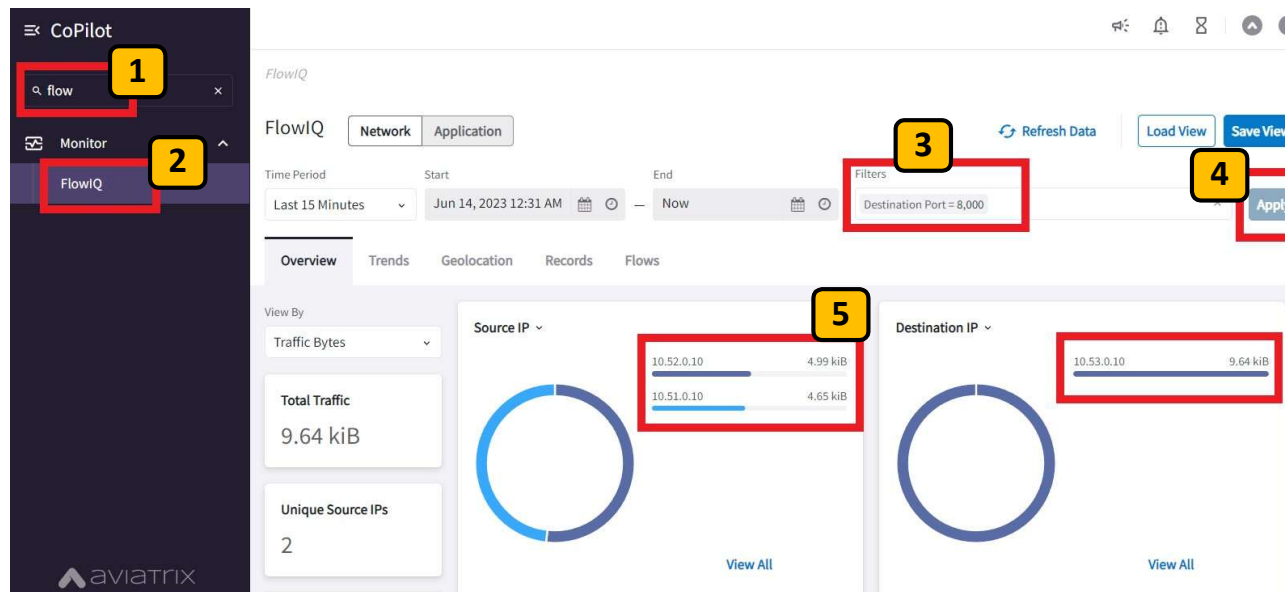 CoPilot
1
flow
FlowIQ
Monitor
2
FlowIQ
FlowIQ
Network
Application
3
Refresh Data
Load View
Save View
4
Time Period
Start
End
Filters
Last 15 Minutes
Jun 14, 2023 12:31 AM
—
Now
Destination Port = 8,000
Apply
Overview
Trends
Geolocation
Records
Flows
View By
Traffic Bytes
Total Traffic
9.64 kiB
Unique Source IPs
2
5
Source IP
10.52.0.10 4.99 kiB
10.51.0.10 4.65 kiB
View All
Destination IP
10.53.0.10 9.64 kiB
View All
aviatrix